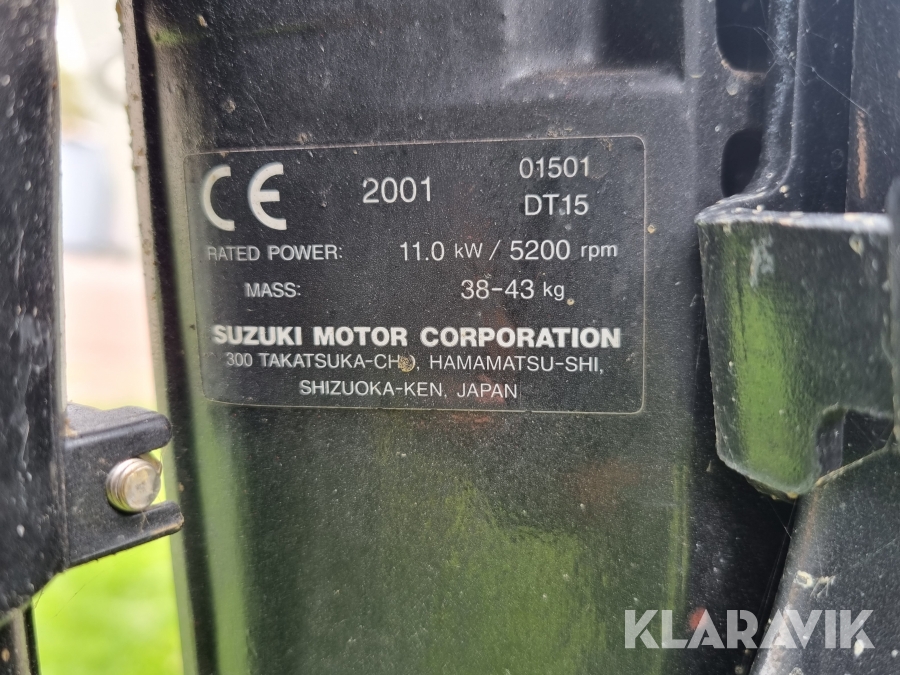 CE 2001 01501
DT15
RATED POWER: 11.0 kW / 5200 rpm
MASS: 38-43 kg
SUZUKI MOTOR CORPORATION
300 TAKATSUKA-CHO, HAMAMATSU-SHI,
SHIZUOKA-KEN, JAPAN
KLARAVIK